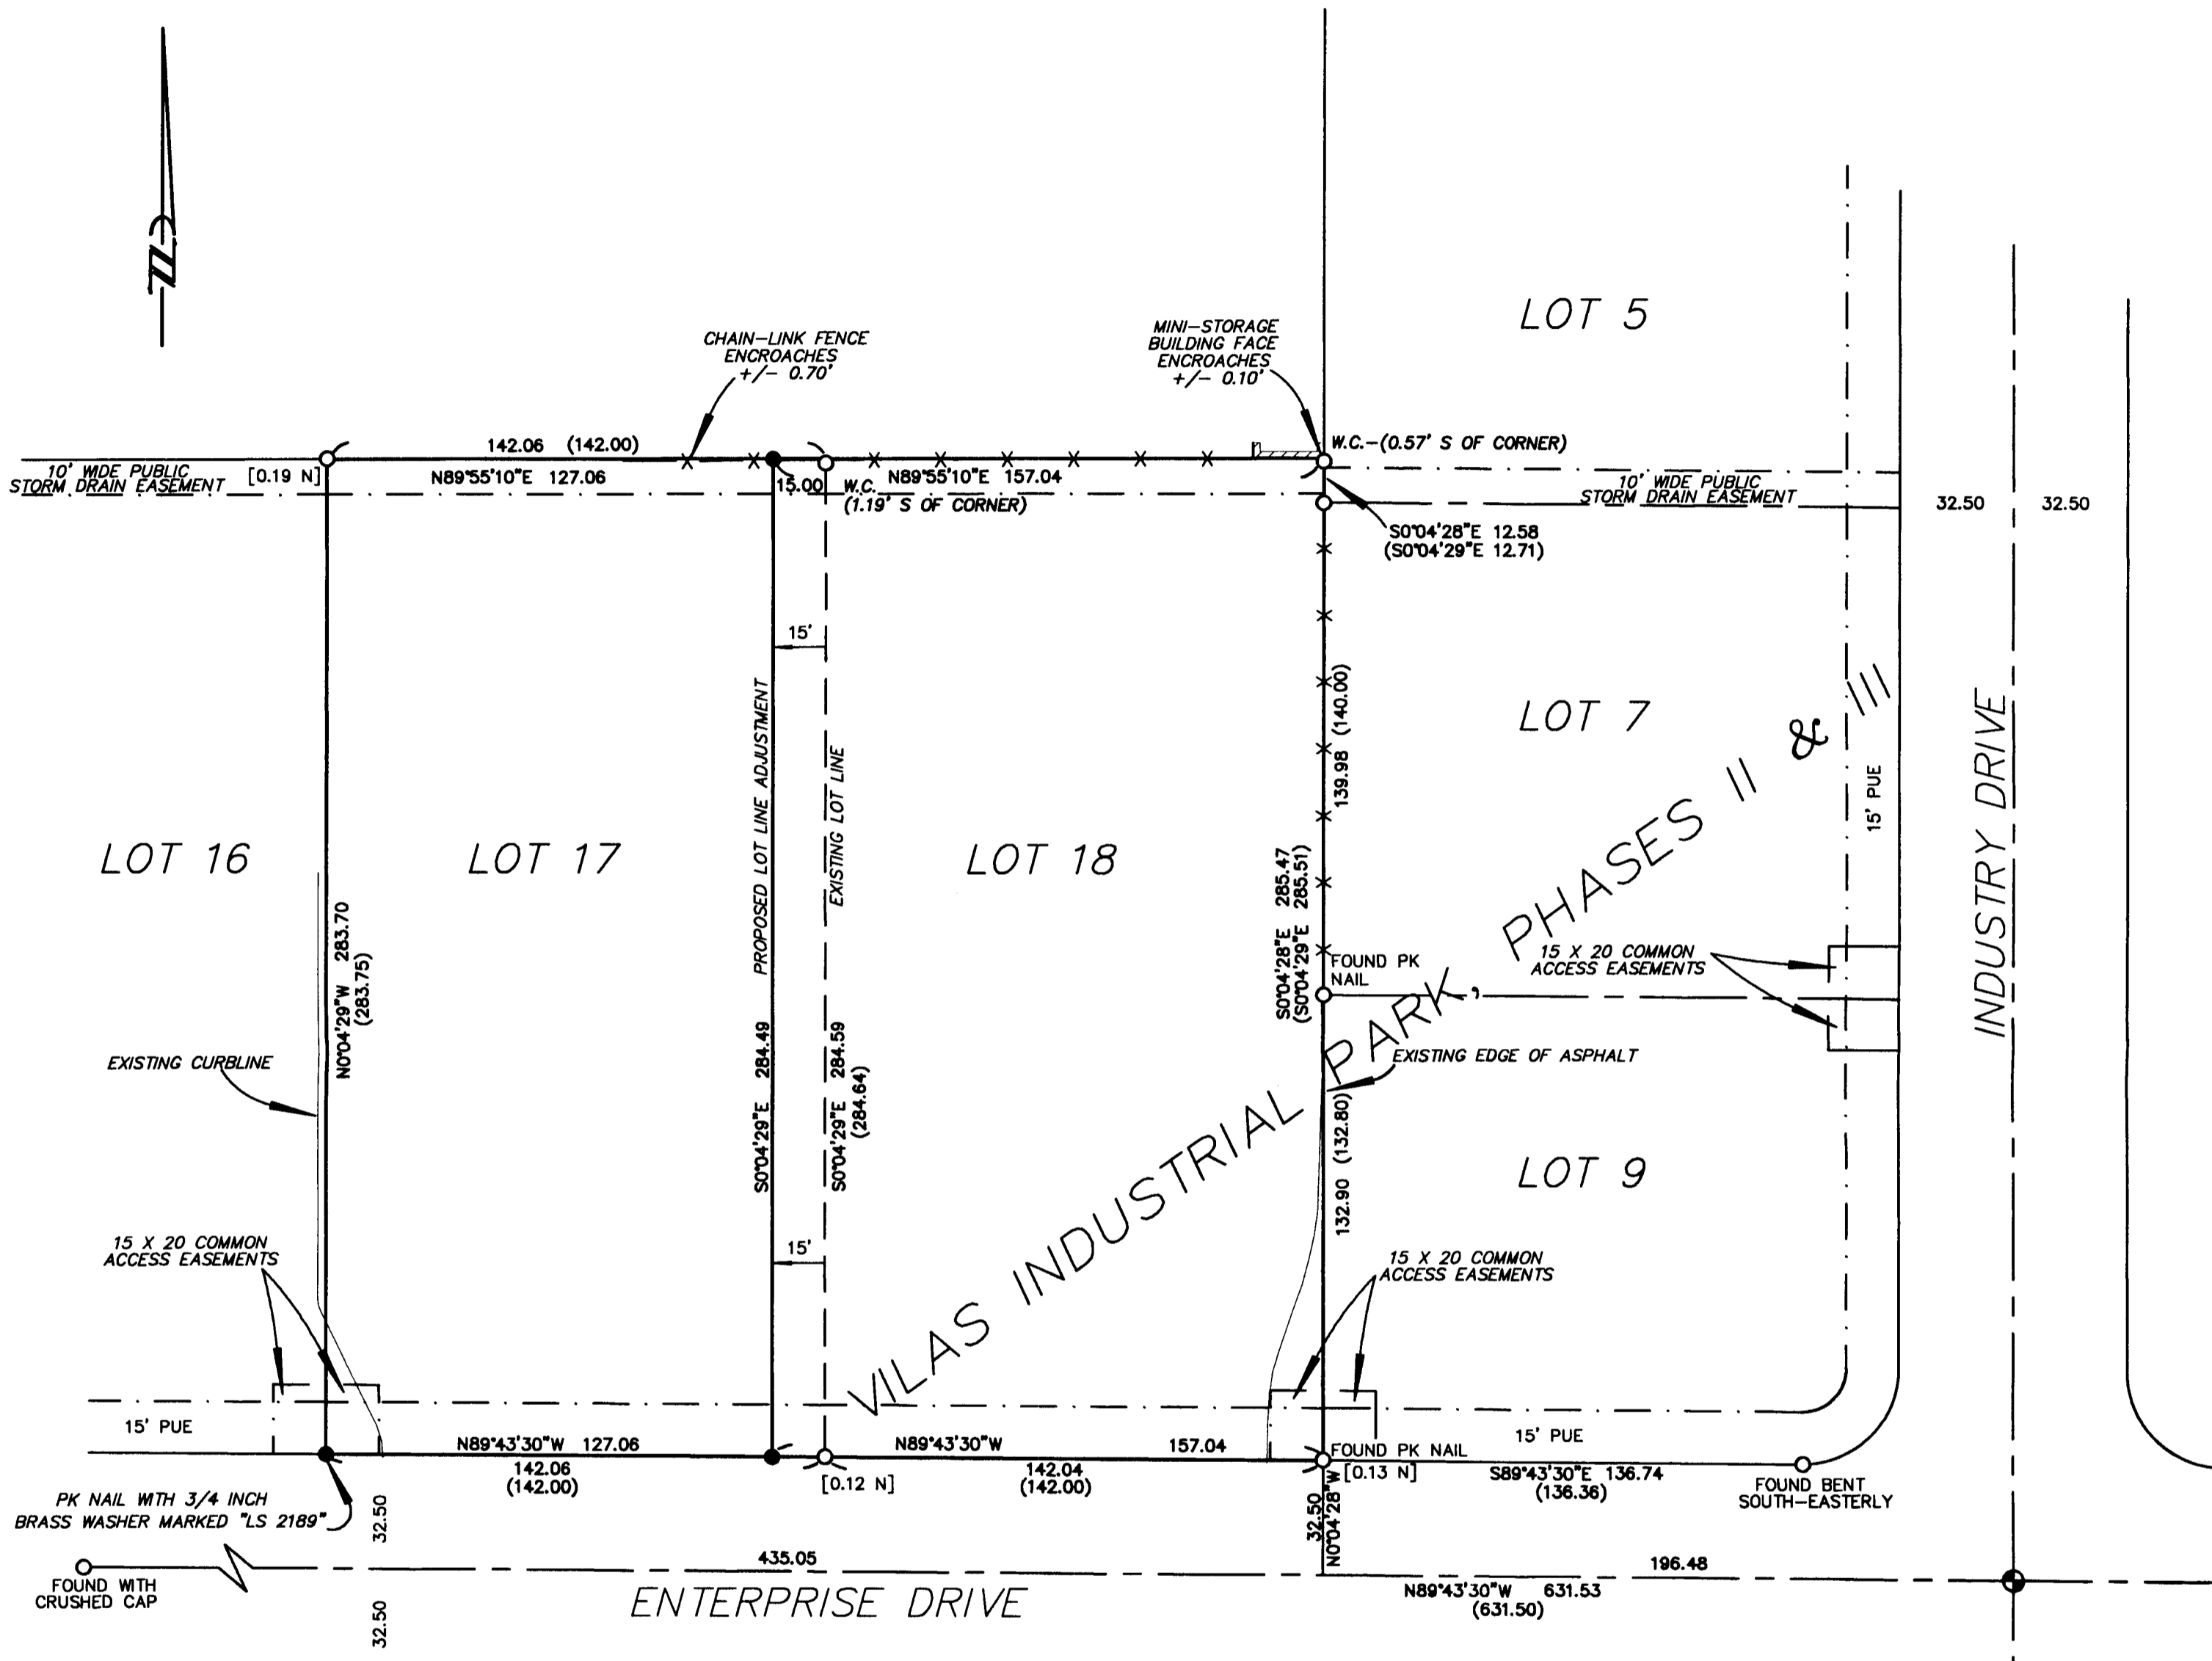 N
LOT 5
CHAIN-LINK FENCE
ENCROACHES
+/- 0.70'
MINI-STORAGE
BUILDING FACE
ENCROACHES
+/- 0.10'
142.06 (142.00)
W.C.-(0.57' S OF CORNER)
10' WIDE PUBLIC
STORM DRAIN EASEMENT
[0.19 N]
N89°55'10"E 127.06
15.00
W.C.
(1.19' S OF CORNER)
N89°55'10"E 157.04
10' WIDE PUBLIC
STORM DRAIN EASEMENT
32.50
32.50
S0°04'28"E 12.58
(S0°04'29"E 12.71)
15'
PROPOSED LOT LINE ADJUSTMENT
EXISTING LOT LINE
139.98 (140.00)
LOT 7
15' PUE
INDUSTRY DRIVE
LOT 16
LOT 17
LOT 18
VILAS INDUSTRIAL PARK, PHASES II & III
N0°04'29"W 283.70
(283.75)
S0°04'29"E 284.49
S0°04'29"E 284.59
(284.64)
S0°04'28"E 285.47
(S0°04'29"E 285.51)
FOUND PK
NAIL
15 X 20 COMMON
ACCESS EASEMENTS
EXISTING CURBLINE
EXISTING EDGE OF ASPHALT
132.90 (132.80)
LOT 9
15 X 20 COMMON
ACCESS EASEMENTS
15'
15 X 20 COMMON
ACCESS EASEMENTS
15' PUE
N89°43'30"W 127.06
142.06
(142.00)
N89°43'30"W 157.04
[0.12 N]
142.04
(142.00)
FOUND PK NAIL
[0.13 N]
15' PUE
S89°43'30"E 136.74
(136.36)
FOUND BENT
SOUTH-EASTERLY
PK NAIL WITH 3/4 INCH
BRASS WASHER MARKED "LS 2189"
32.50
32.50
N0°04'28"W
FOUND WITH
CRUSHED CAP
435.05
196.48
32.50
ENTERPRISE DRIVE
N89°43'30"W 631.53
(631.50)